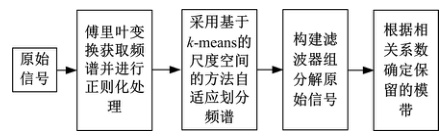 原始
信号
傅里叶变
换获取频
谱并进行
正则化处
理
采用基于
k-means的
尺度空间
的方法自
适应划分
频谱
构建滤
波器组
分解原
始信号
根据相
关系数
确定保
留的模
带